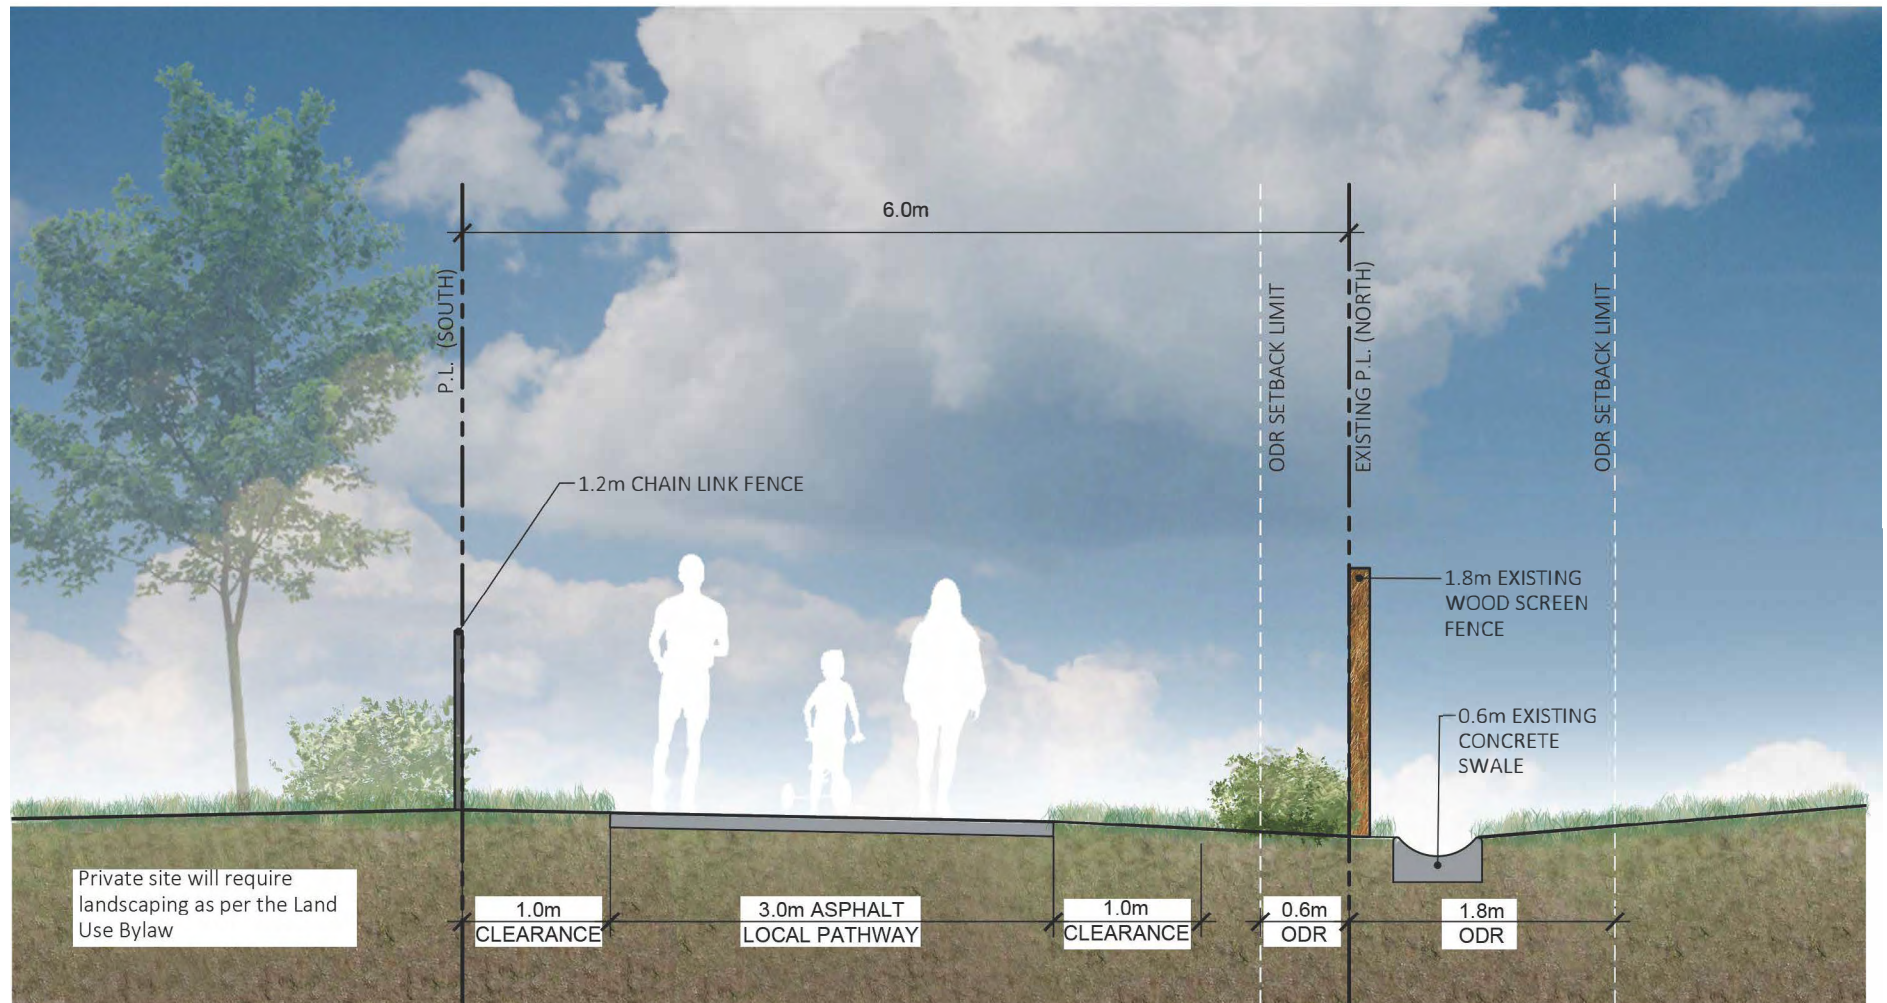 6.0m
P.L. (SOUTH)
ODR SETBACK LIMIT
EXISTING P.L. (NORTH)
ODR SETBACK LIMIT
1.2m CHAIN LINK FENCE
1.8m EXISTING
WOOD SCREEN
FENCE
0.6m EXISTING
CONCRETE
SWALE
Private site will require
landscaping as per the Land
Use Bylaw
1.0m
CLEARANCE
3.0m ASPHALT
LOCAL PATHWAY
1.0m
CLEARANCE
0.6m
ODR
1.8m
ODR